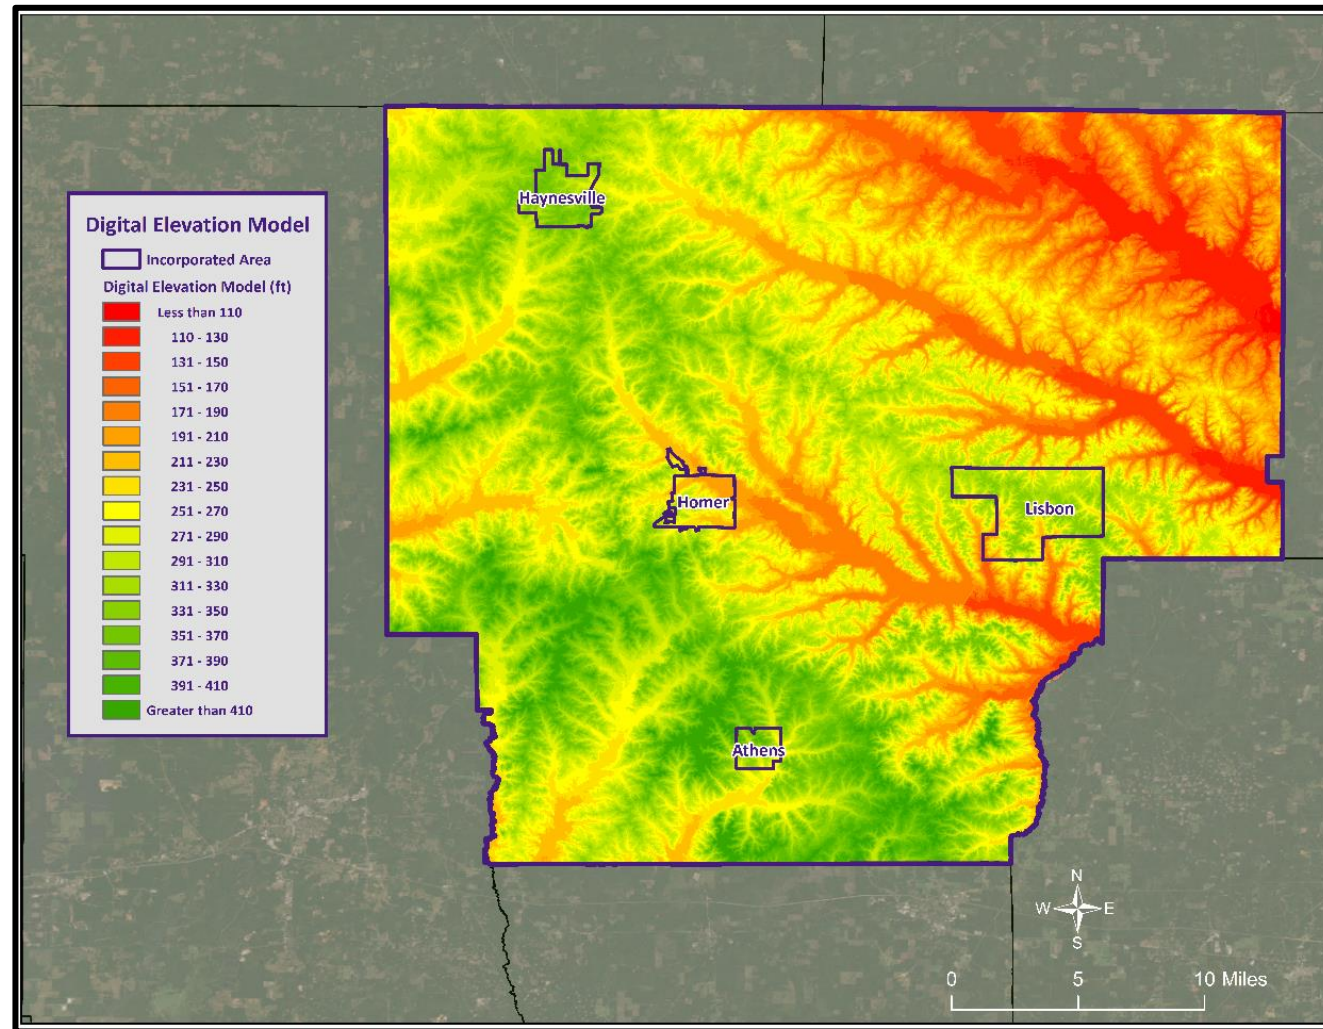 Haynesville
Digital Elevation Model
Incorporated Area
Digital Elevation Model (ft)
Less than 110
110 - 130
131 - 150
151 - 170
171 - 190
191 - 210
211 - 230
231 - 250
251 - 270
271 - 290
291 - 310
311 - 330
331 - 350
351 - 370
371 - 390
391 - 410
Greater than 410
Homer
Lisbon
Athens
N
W
E
S
0 5 10 Miles